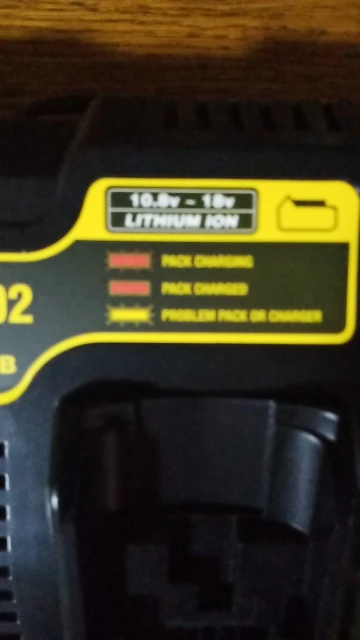 10.8v – 18v
LITHIUM ION
PACK CHARGING
PACK CHARGED
02
PROBLEM PACK OR CHARGER
B